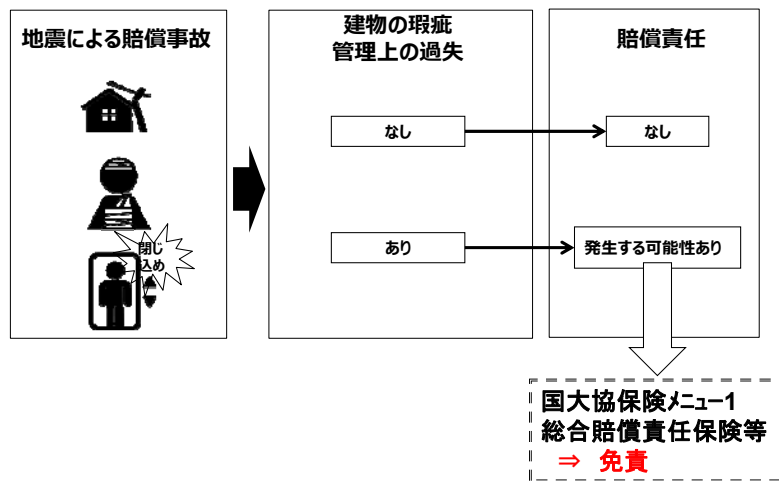 地震による賠償事故
閉じ
込め
建物の瑕疵
管理上の過失
なし
あり
賠償責任
なし
発生する可能性あり
国大協保険メニュー1
総合賠償責任保険等
⇒ 免責